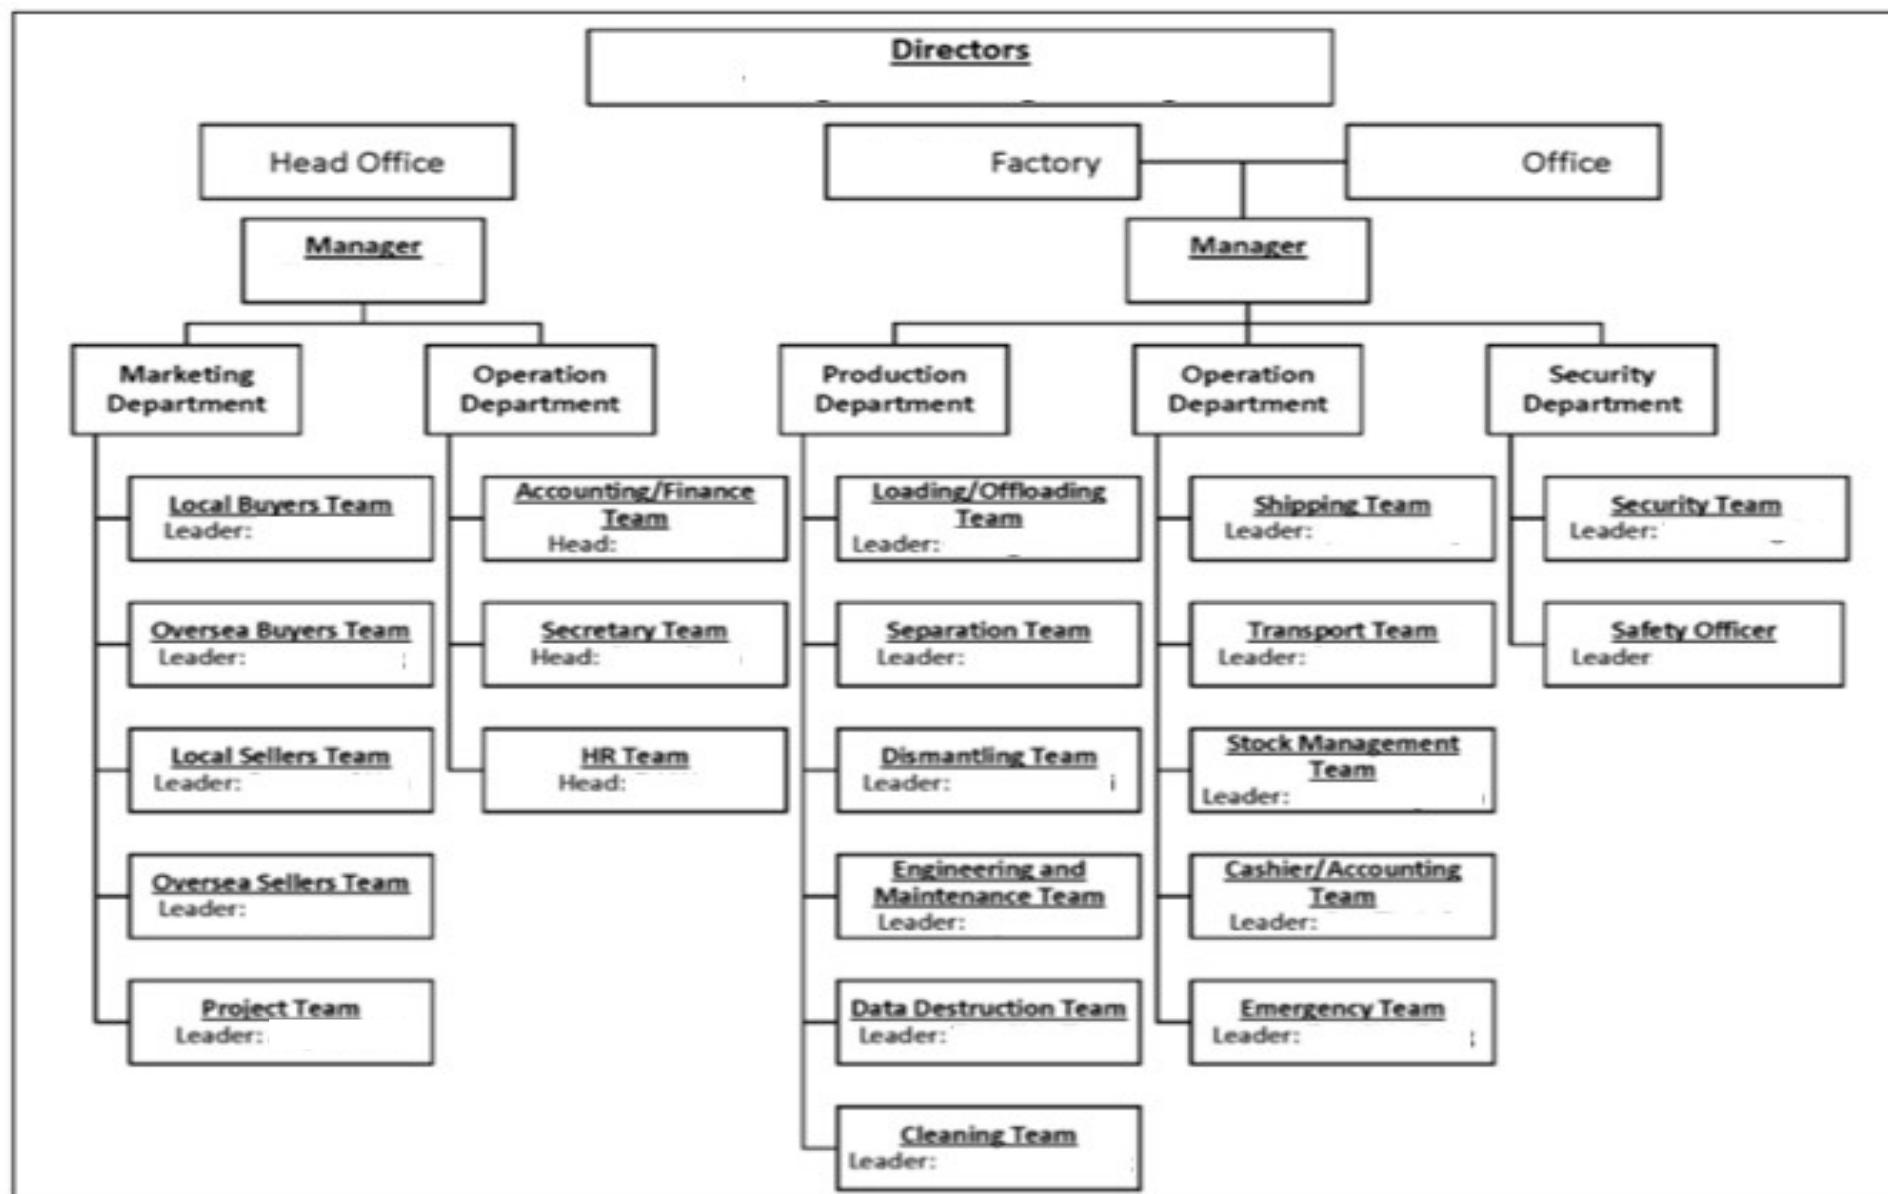 Directors
Head Office
Factory
Office
Manager
Manager
Marketing
Department
Operation
Department
Production
Department
Operation
Department
Security
Department
Local Buyers Team
Leader:
Oversea Buyers Team
Leader:
Local Sellers Team
Leader:
Oversea Sellers Team
Leader:
Project Team
Leader:
Accounting/Finance
Team
Head:
Secretary Team
Head:
HR Team
Head:
Loading/Offloading
Team
Leader:
Separation Team
Leader:
Dismantling Team
Leader:
Engineering and
Maintenance Team
Leader:
Data Destruction Team
Leader:
Cleaning Team
Leader:
Shipping Team
Leader:
Transport Team
Leader:
Stock Management
Team
Leader:
Cashier/Accounting
Team
Leader:
Emergency Team
Leader:
Security Team
Leader:
Safety Officer
Leader